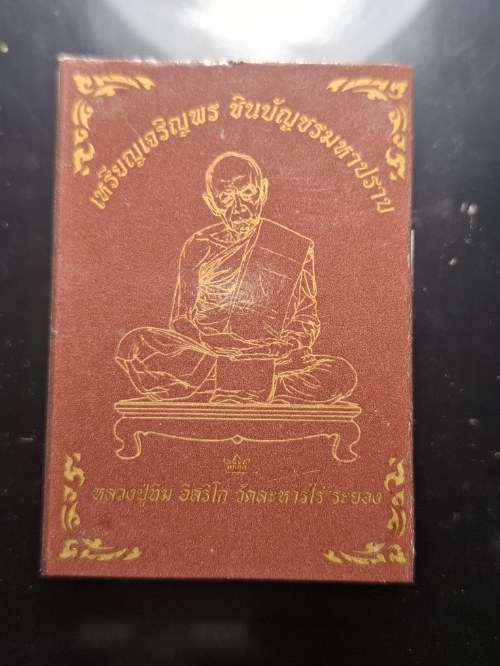 เหรียญเจริญพร ชินบัญชรมหาปราบ
หลวงปู่ทิม อิสริโก วัดละหารไร่ ระยอง